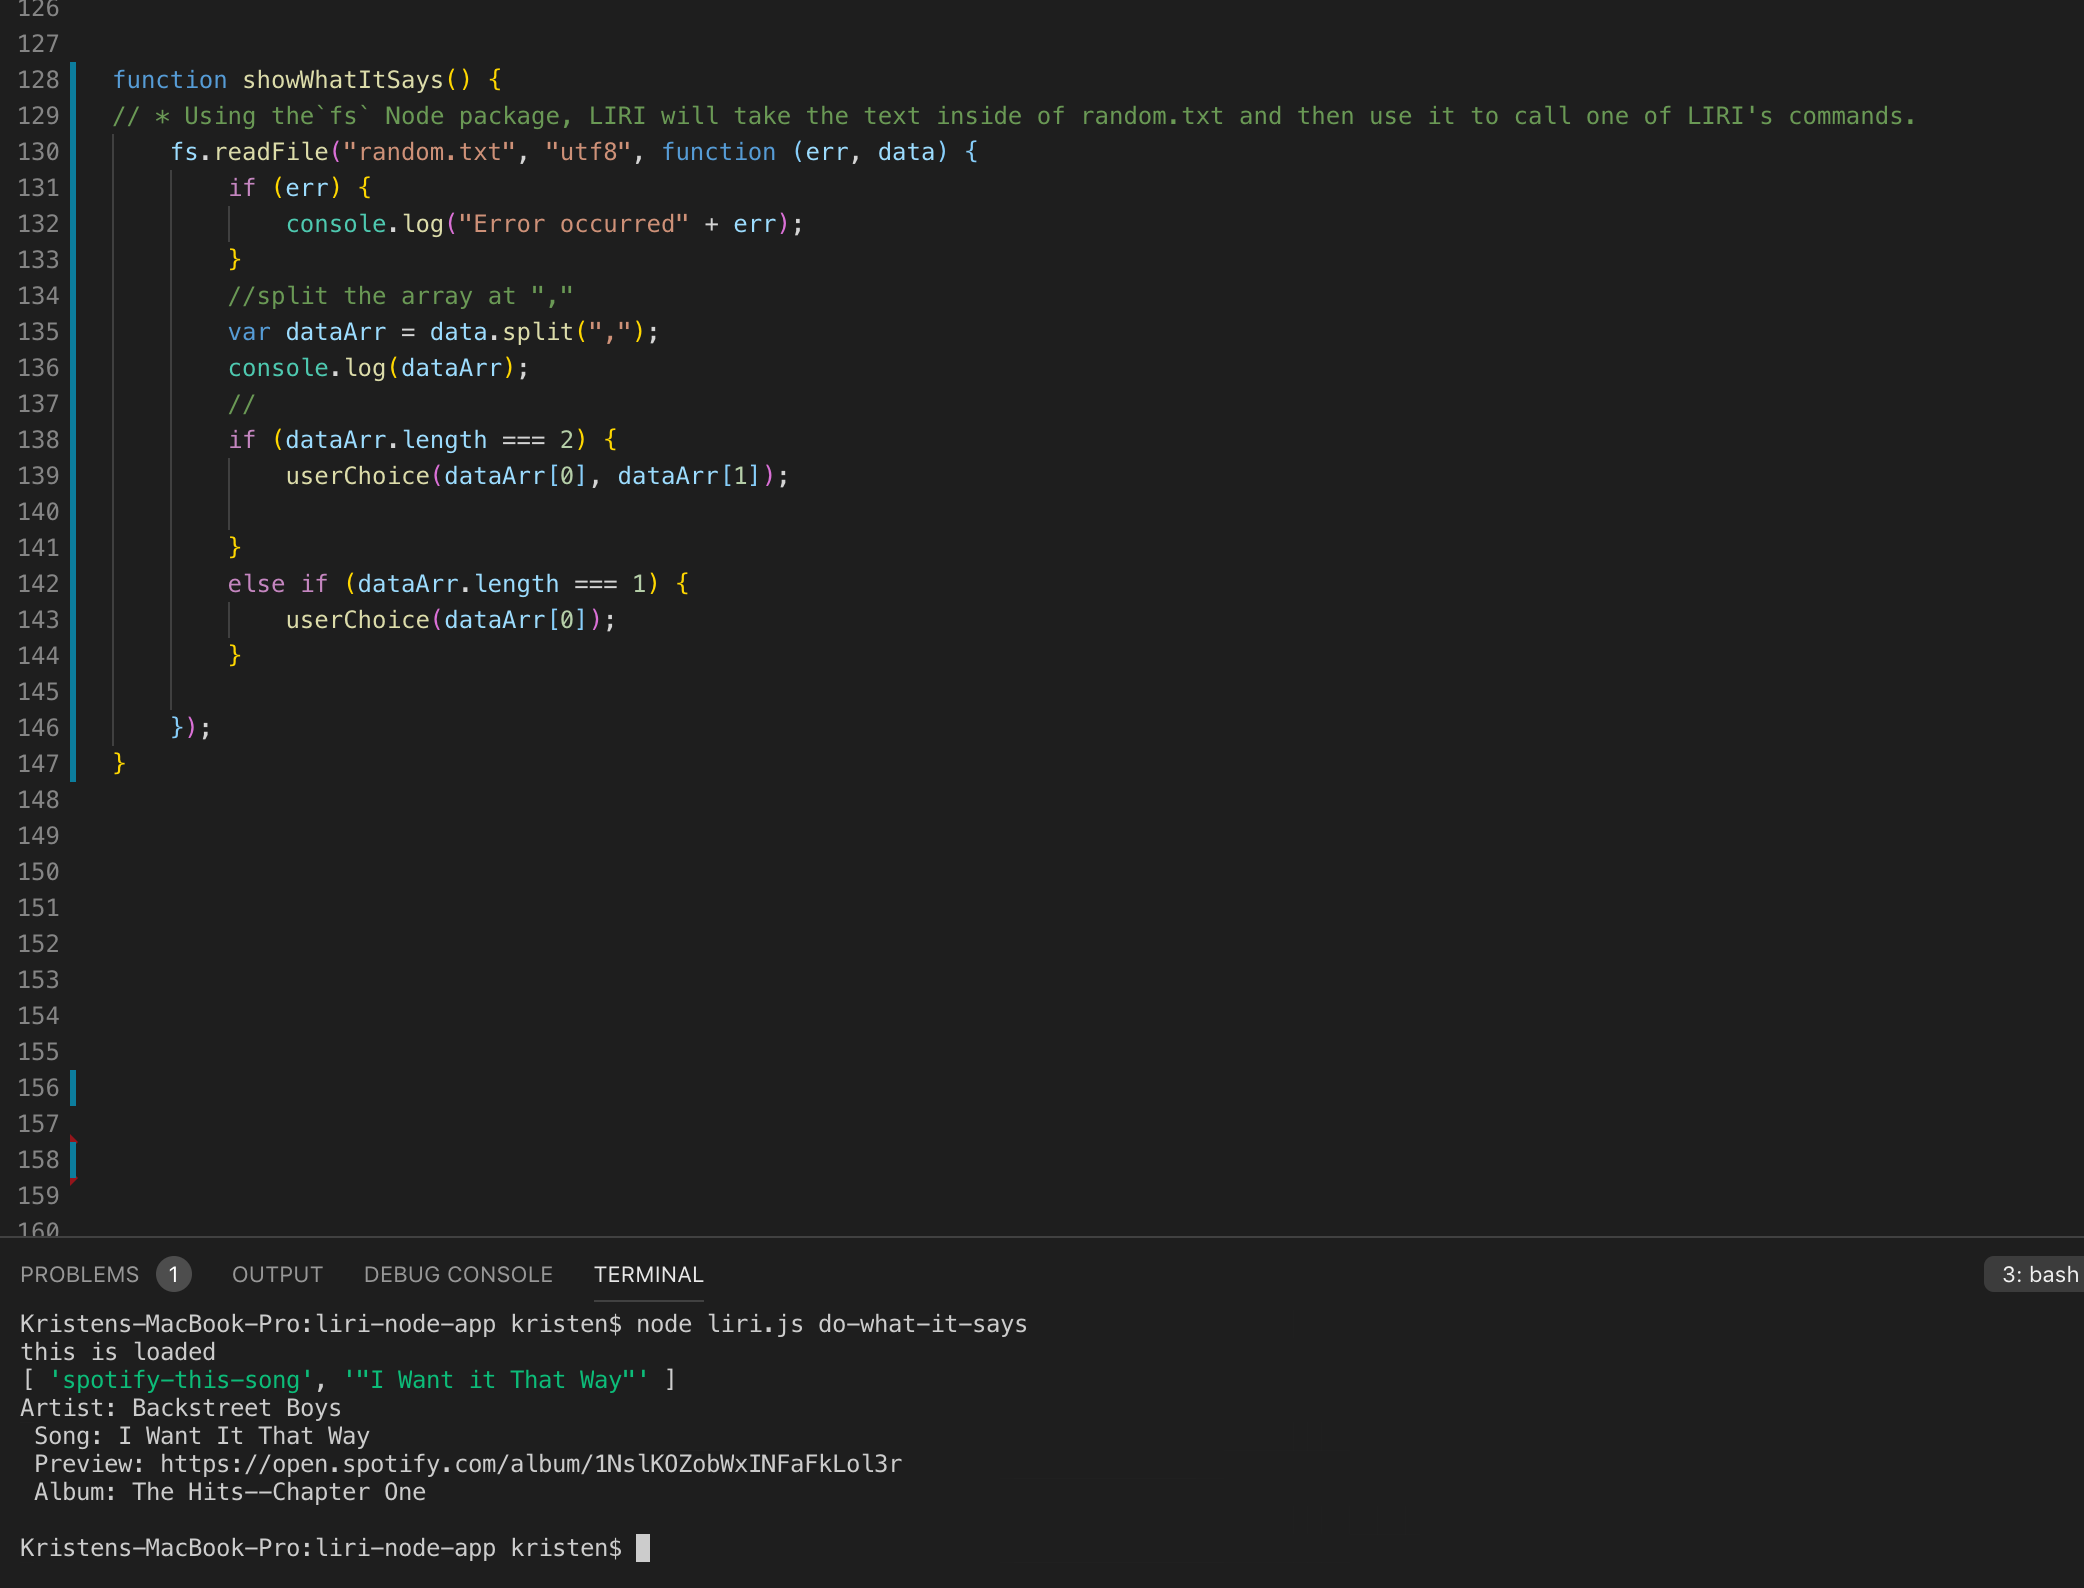 126
127
128 function showWhatItSays() {
129 // * Using the`fs` Node package, LIRI will take the text inside of random.txt and then use it to call one of LIRI's commands.
130     fs.readFile("random.txt", "utf8", function (err, data) {
131         if (err) {
132             console.log("Error occurred" + err);
133         }
134         //split the array at ","
135         var dataArr = data.split(",");
136         console.log(dataArr);
137         //
138         if (dataArr.length === 2) {
139             userChoice(dataArr[0], dataArr[1]);
140
141         }
142         else if (dataArr.length === 1) {
143             userChoice(dataArr[0]);
144         }
145
146     });
147 }
148
149
150
151
152
153
154
155
156
157
158
159
160
PROBLEMS 1 OUTPUT DEBUG CONSOLE TERMINAL 3: bash
Kristens-MacBook-Pro:liri-node-app kristen$ node liri.js do-what-it-says
this is loaded
[ 'spotify-this-song', '"I Want it That Way"' ]
Artist: Backstreet Boys
 Song: I Want It That Way
 Preview: https://open.spotify.com/album/1NslKOZobWxINFaFkLol3r
 Album: The Hits--Chapter One

Kristens-MacBook-Pro:liri-node-app kristen$